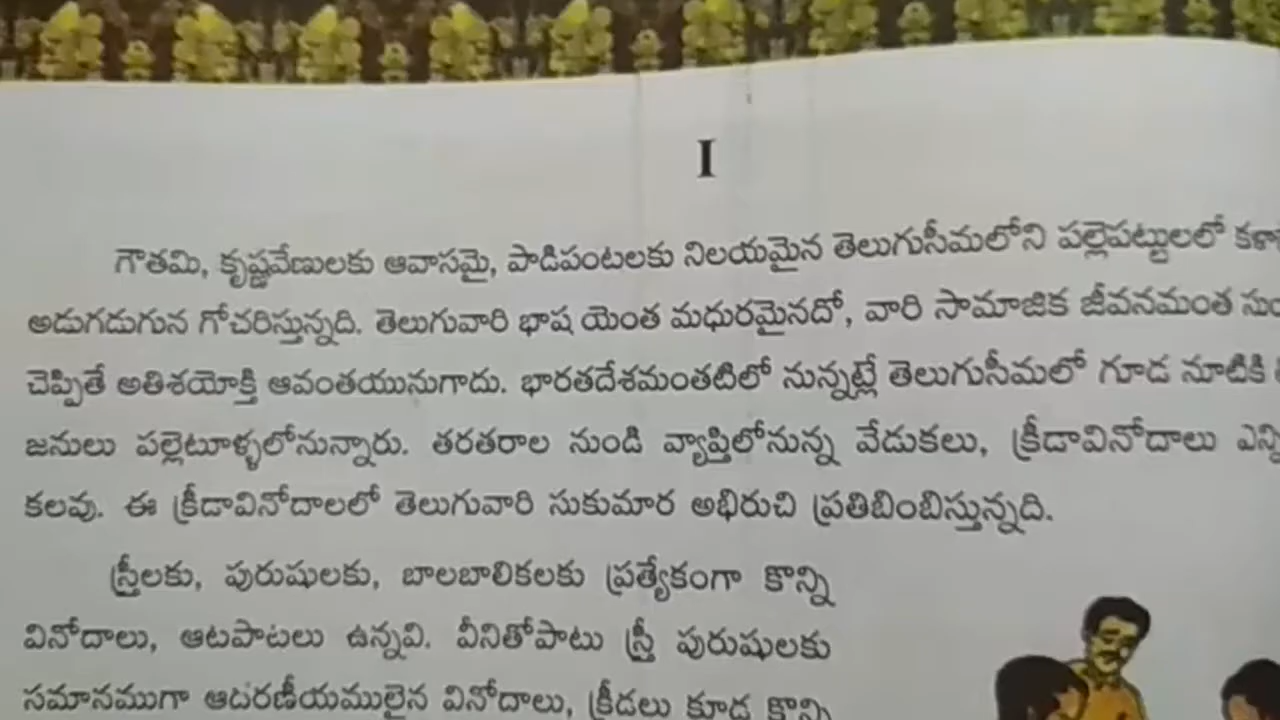 I
గౌతమి, కృష్ణవేణులకు ఆవాసమై, పాడిపంటలకు నిలయమైన తెలుగుసీమలోని పల్లెపట్టులలో
అడుగడుగున గోచరిస్తున్నది. తెలుగువారి భాష యెంత మధురమైనదో, వారి సామాజిక జీవనమంత
చెప్పితే అతిశయోక్తి ఆవంతయునుగాదు. భారతదేశమంతటిలో నున్నట్లే తెలుగుసీమలో గూడ నూటికి
జనులు పల్లెటూళ్ళలోనున్నారు. తరతరాల నుండి వ్యాప్తిలోనున్న వేడుకలు, క్రీడావినోదాలు
కలవు. ఈ క్రీడావినోదాలలో తెలుగువారి సుకుమార అభిరుచి ప్రతిబింబిస్తున్నది.
స్త్రీలకు, పురుషులకు, బాలబాలికలకు ప్రత్యేకంగా కొన్ని
వినోదాలు, ఆటపాటలు ఉన్నవి. వీనితోపాటు స్త్రీ పురుషులకు
సమానముగా ఆదరణీయములైన వినోదాలు, క్రీడలు కూడ కొన్ని